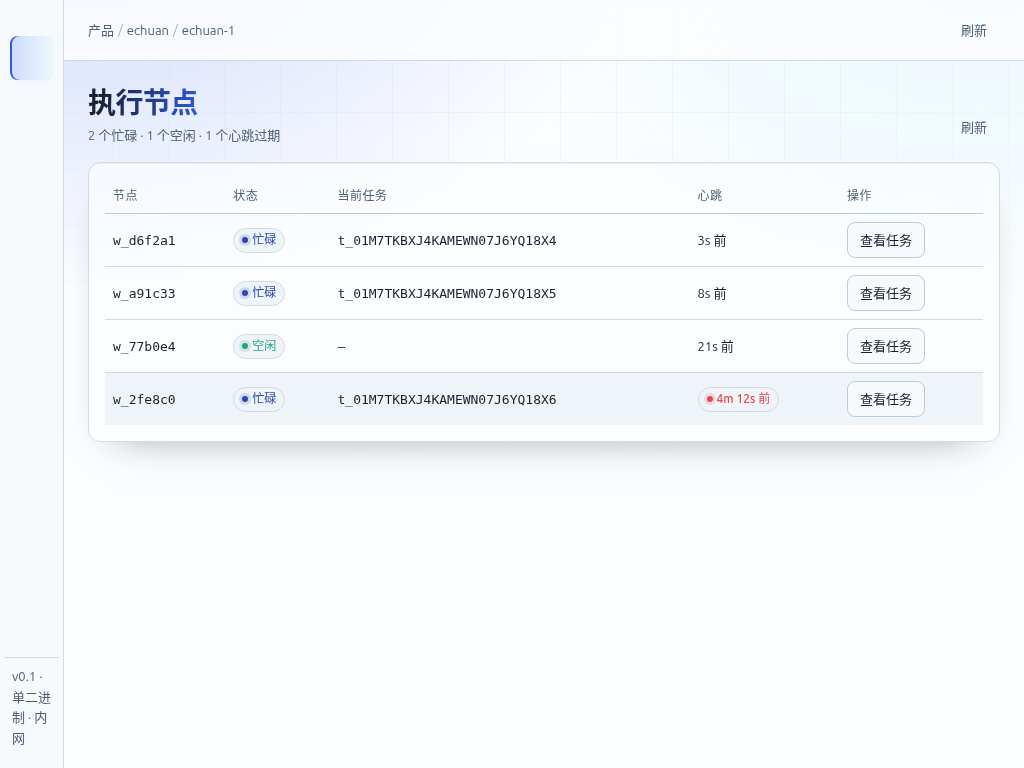 产品 / echuan / echuan-1
刷新
执行节点
2 个忙碌 · 1 个空闲 · 1 个心跳过期
刷新
节点 状态 当前任务 心跳 操作
w_d6f2a1 忙碌 t_01M7TKBXJ4KAMEWN07J6YQ18X4 3s 前 查看任务
w_a91c33 忙碌 t_01M7TKBXJ4KAMEWN07J6YQ18X5 8s 前 查看任务
w_77b0e4 空闲 — 21s 前 查看任务
w_2fe8c0 忙碌 t_01M7TKBXJ4KAMEWN07J6YQ18X6 4m 12s 前 查看任务
v0.1 ·
单二进
制 · 内
网